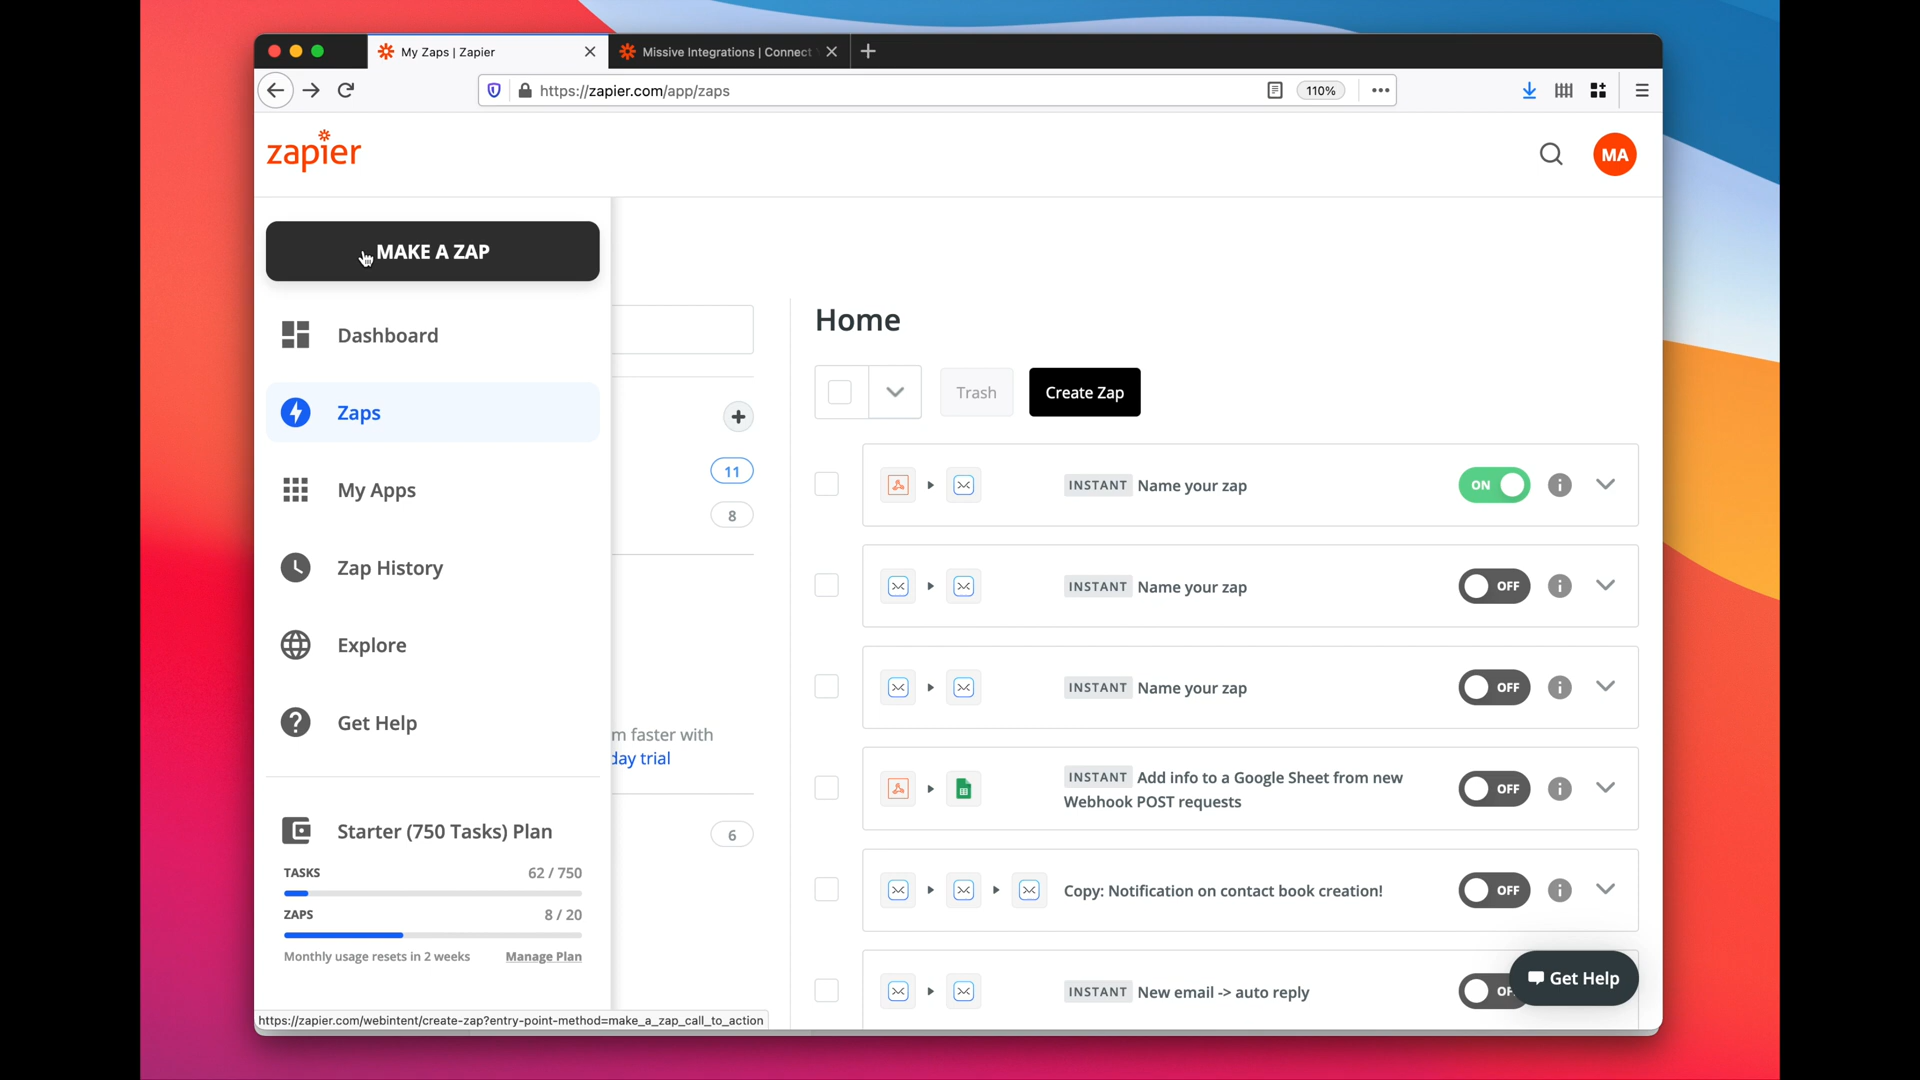 My Zaps | Zapier
Missive Integrations | Connect
https://zapier.com/app/zaps
110%
zapier
MA
MAKE A ZAP
Dashboard
Zaps
My Apps
Zap History
Explore
Get Help
Starter (750 Tasks) Plan
TASKS 62 / 750
ZAPS 8 / 20
Monthly usage resets in 2 weeks Manage Plan
11
8
m faster with
day trial
6
Home
Trash
Create Zap
INSTANT Name your zap ON
INSTANT Name your zap OFF
INSTANT Name your zap OFF
INSTANT Add info to a Google Sheet from new
Webhook POST requests OFF
Copy: Notification on contact book creation! OFF
INSTANT New email -> auto reply
Get Help
https://zapier.com/webintent/create-zap?entry-point-method=make_a_zap_call_to_action